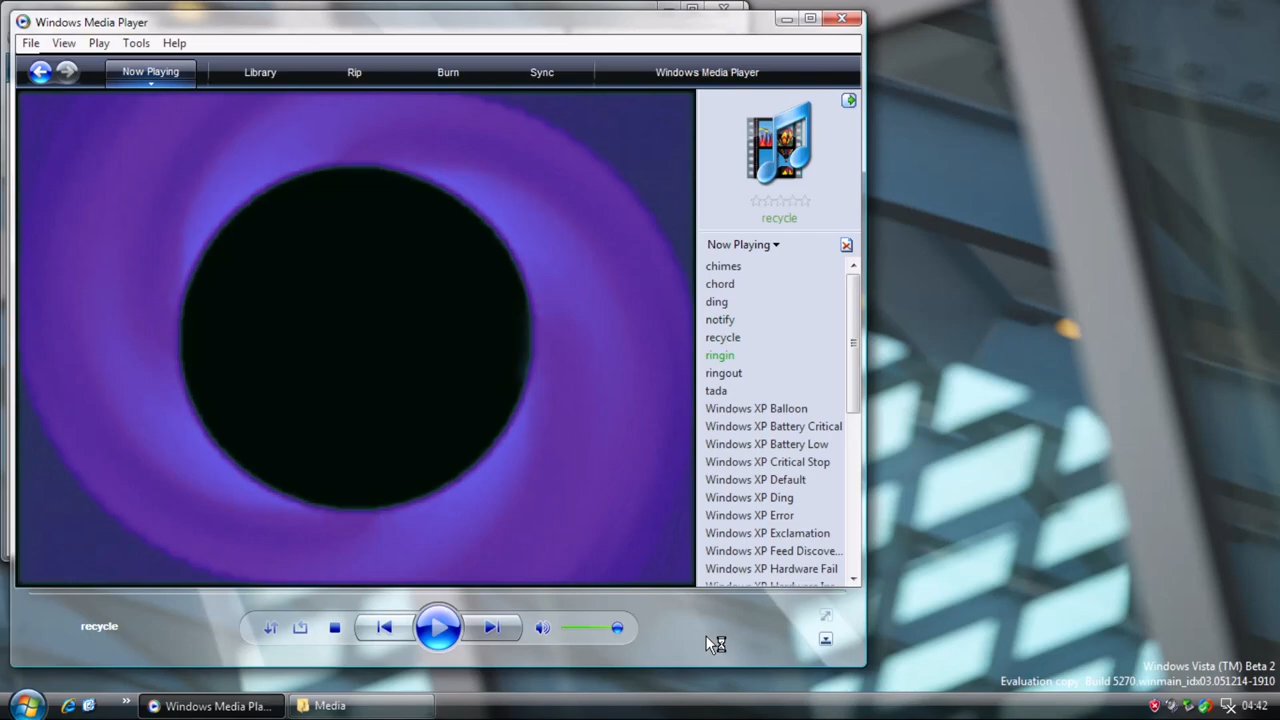 Windows Media Player
File View Play Tools Help
Now Playing Library Rip Burn Sync Windows Media Player
recycle
Now Playing
chimes
chord
ding
notify
recycle
ringin
ringout
tada
Windows XP Balloon
Windows XP Battery Critical
Windows XP Battery Low
Windows XP Critical Stop
Windows XP Default
Windows XP Ding
Windows XP Error
Windows XP Exclamation
Windows XP Feed Discove...
Windows XP Hardware Fail
recycle
Windows Vista (TM) Beta 2
Evaluation copy. Build 5270.winmain_idx03.051214-1910
Windows Media Pla... Media 04:42